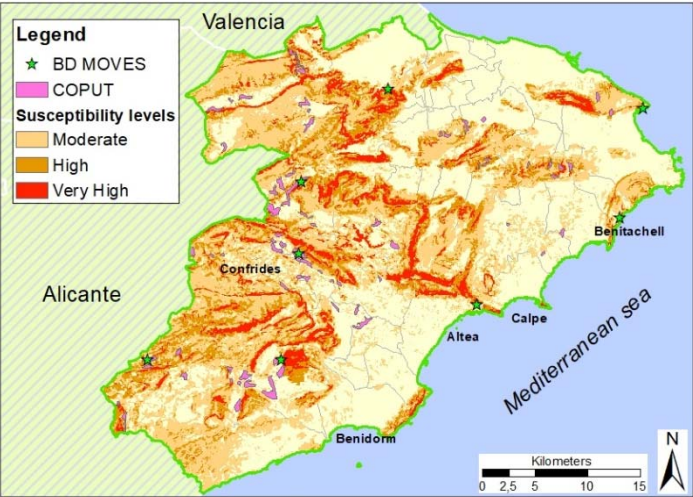 Valencia
Legend
BD MOVES
COPUT
Susceptibility levels
Moderate
High
Very High
Benitachell
Confrides
Alicante
Calpe
Altea
Mediterranean sea
Benidorm
N
Kilometers
0 2,5 5 10 15